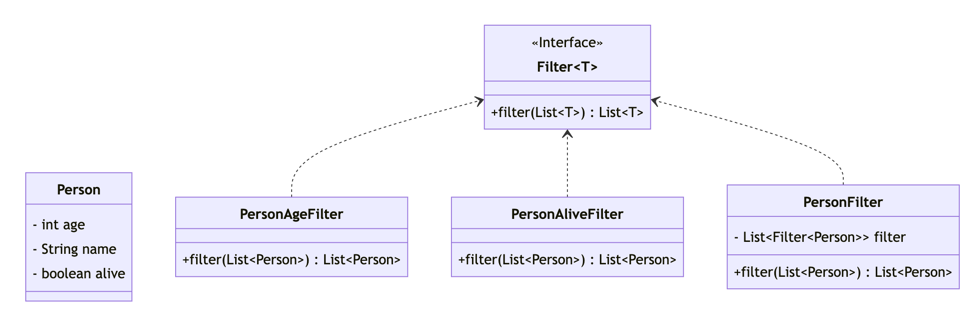 «Interface»
Filter<T>
+filter(List<T>) : List<T>
Person
- int age
- String name
- boolean alive
PersonAgeFilter
+filter(List<Person>) : List<Person>
PersonAliveFilter
+filter(List<Person>) : List<Person>
PersonFilter
- List<Filter<Person>> filter
+filter(List<Person>) : List<Person>